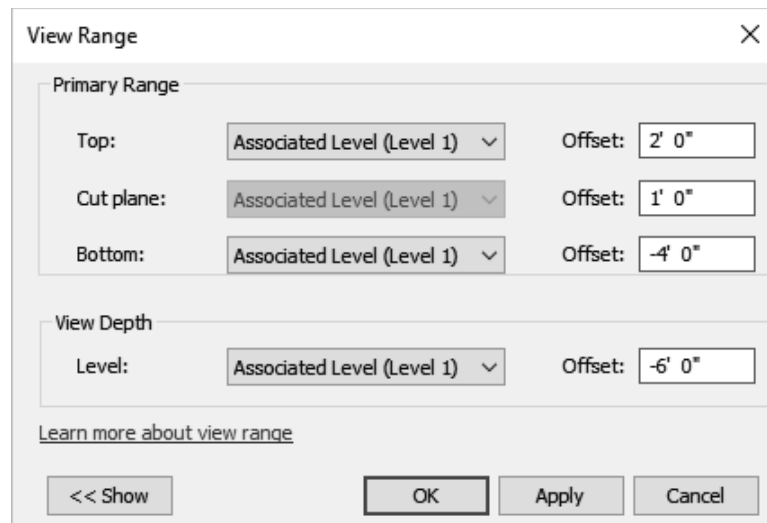 View Range
Primary Range
Top: Associated Level (Level 1) Offset: 2' 0"
Cut plane: Associated Level (Level 1) Offset: 1' 0"
Bottom: Associated Level (Level 1) Offset: -4' 0"
View Depth
Level: Associated Level (Level 1) Offset: -6' 0"
Learn more about view range
<< Show OK Apply Cancel